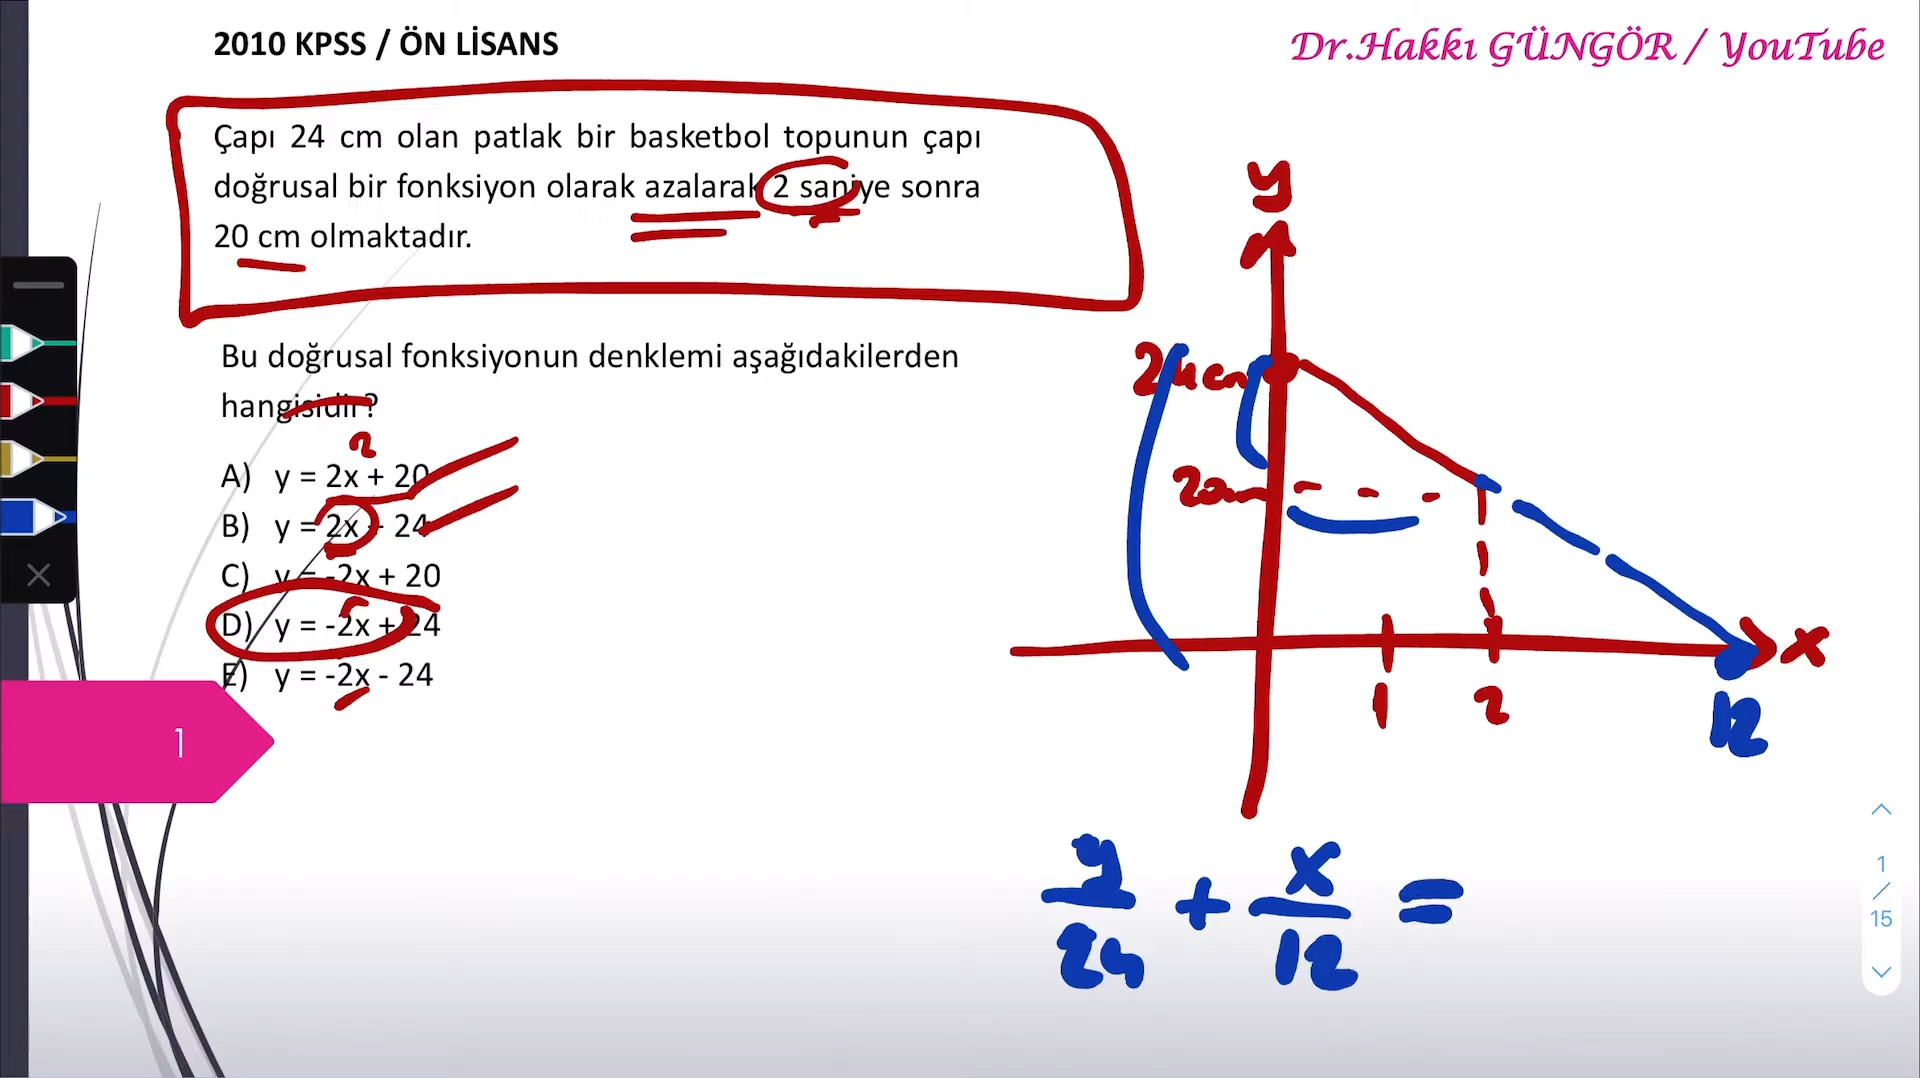 2010 KPSS / ÖN LİSANS
Dr.Hakkı GÜNGÖR / YouTube
Çapı 24 cm olan patlak bir basketbol topunun çapı
doğrusal bir fonksiyon olarak azalarak 2 saniye sonra
20 cm olmaktadır.
Bu doğrusal fonksiyonun denklemi aşağıdakilerden
hangisidir?
A) y = 2x + 20
B) y = 2x - 24
C) y = -2x + 20
D) y = -2x + 24
E) y = -2x - 24
1
y
24cm
20cm
x
1
2
12
y/24 + x/12 =
1
/
15